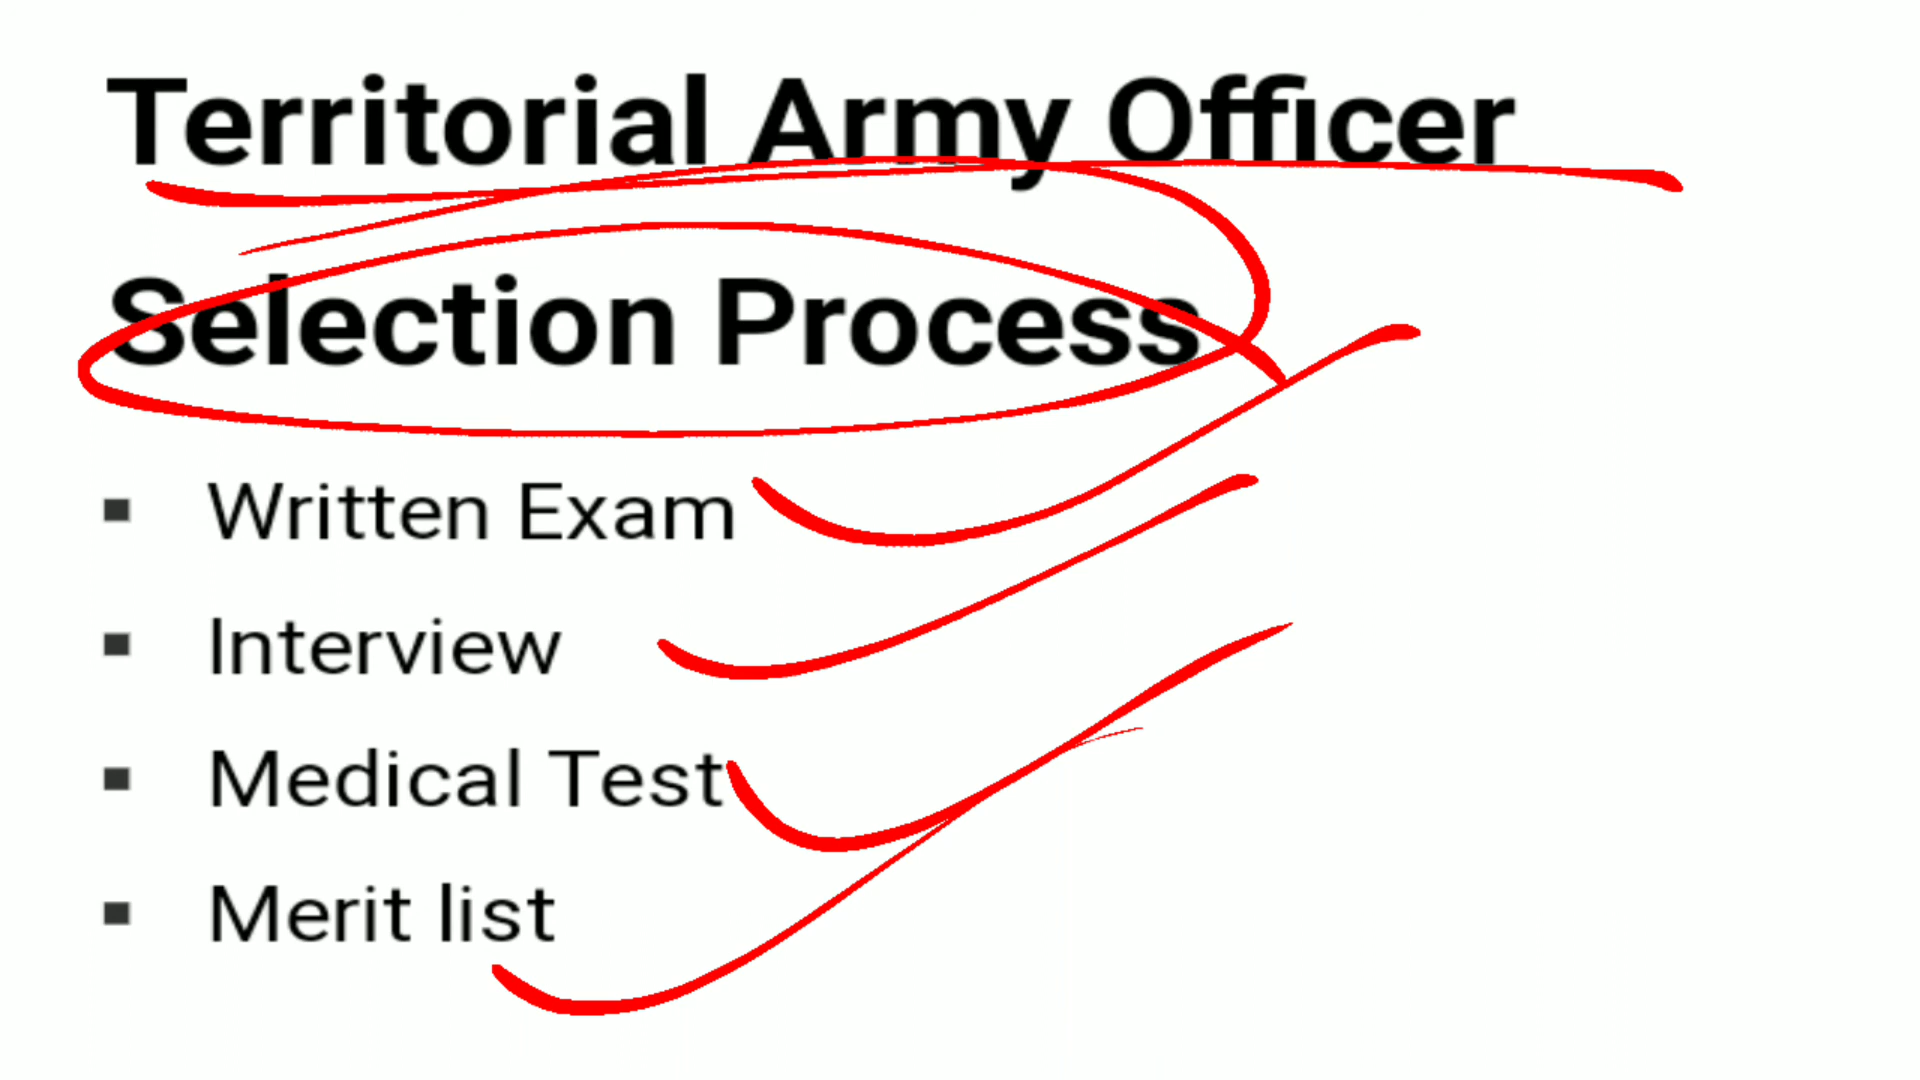 Territorial Army Officer
Selection Process
▪ Written Exam
▪ Interview
▪ Medical Test
▪ Merit list